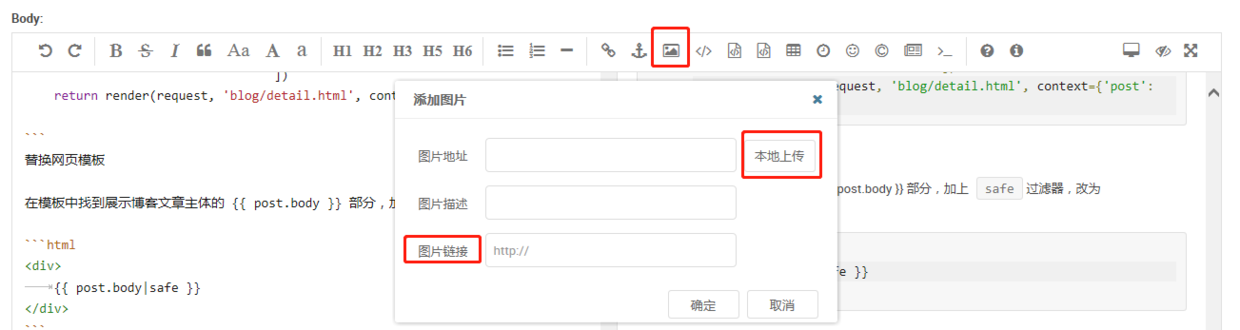 Body:
B S I Aa A a H1 H2 H3 H5 H6
])
return render(request, 'blog/detail.html', cont
```
替换网页模板
在模板中找到展示博客文章主体的 {{ post.body }} 部分，加
```html
<div>
{{ post.body|safe }}
</div>
```
添加图片
图片地址
本地上传
图片描述
图片链接 http://
确定 取消
equest, 'blog/detail.html', context={'post':
post.body }} 部分，加上 safe 过滤器，改为
fe }}